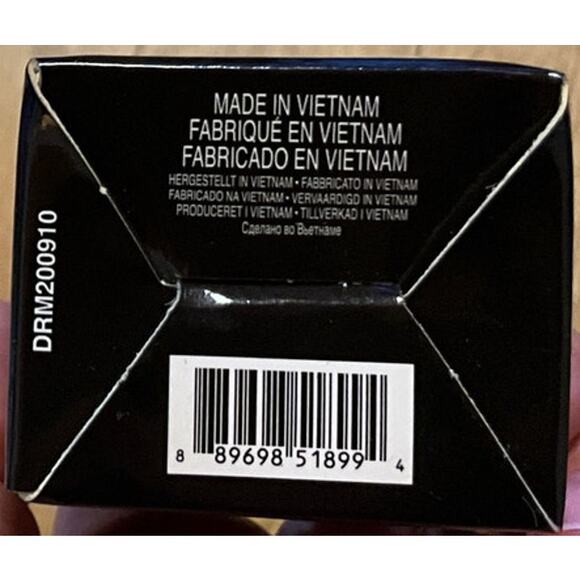 MADE IN VIETNAM
FABRIQUÉ EN VIETNAM
FABRICADO EN VIETNAM
HERGESTELLT IN VIETNAM • FABBRICATO IN VIETNAM
FABRICADO NA VIETNAM • VERVAARDIGD IN VIETNAM
PRODUCERET I VIETNAM • TILLVERKAD I VIETNAM
Сделано во Вьетнаме
DRM200910
8 89698 51899 4